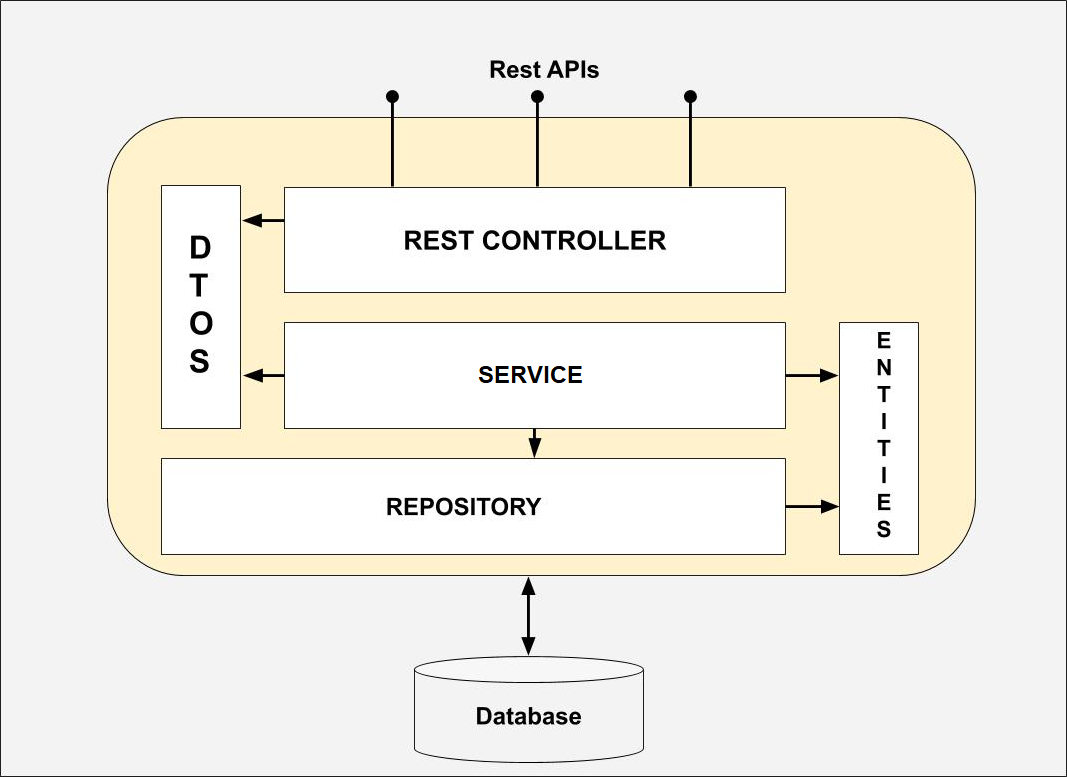 Rest APIs
REST CONTROLLER
D
T
O
S
SERVICE
E
N
T
I
T
I
E
S
REPOSITORY
Database